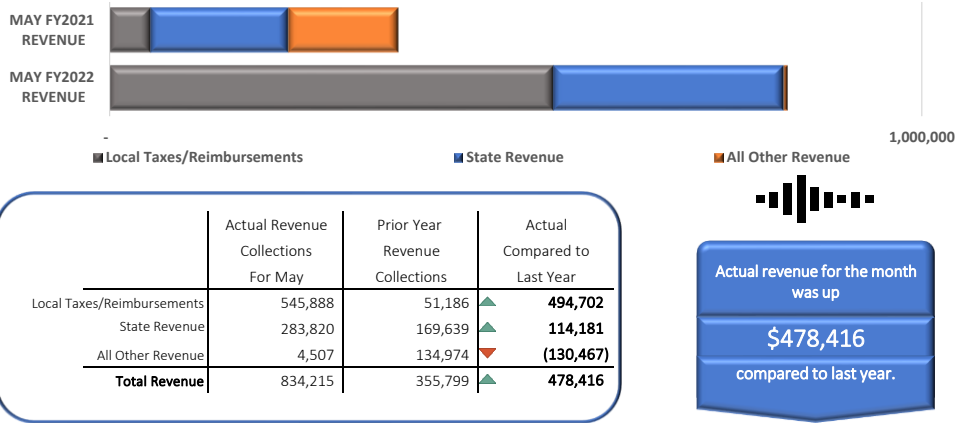 MAY FY2021
REVENUE
MAY FY2022
REVENUE
- 1,000,000
Local Taxes/Reimbursements State Revenue All Other Revenue
Actual Revenue Prior Year Actual
Collections Revenue Compared to
For May Collections Last Year
Local Taxes/Reimbursements 545,888 51,186 494,702
State Revenue 283,820 169,639 114,181
All Other Revenue 4,507 134,974 (130,467)
Total Revenue 834,215 355,799 478,416
Actual revenue for the month
was up
$478,416
compared to last year.